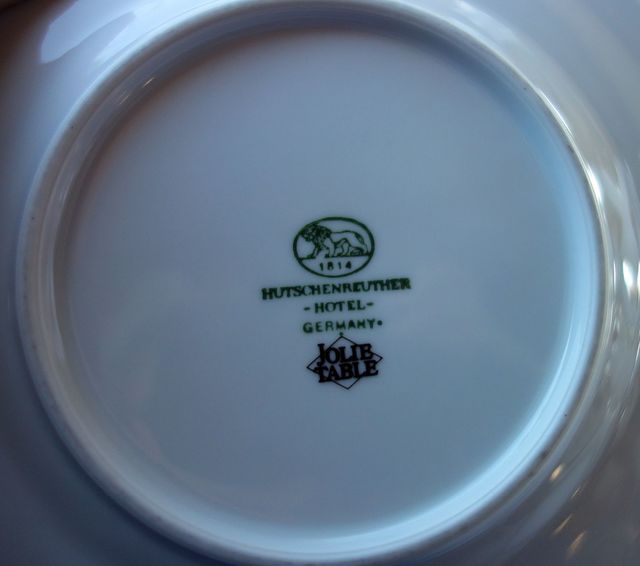 1814
HUTSCHENREUTHER
-HOTEL-
GERMANY
JOLIE
TABLE